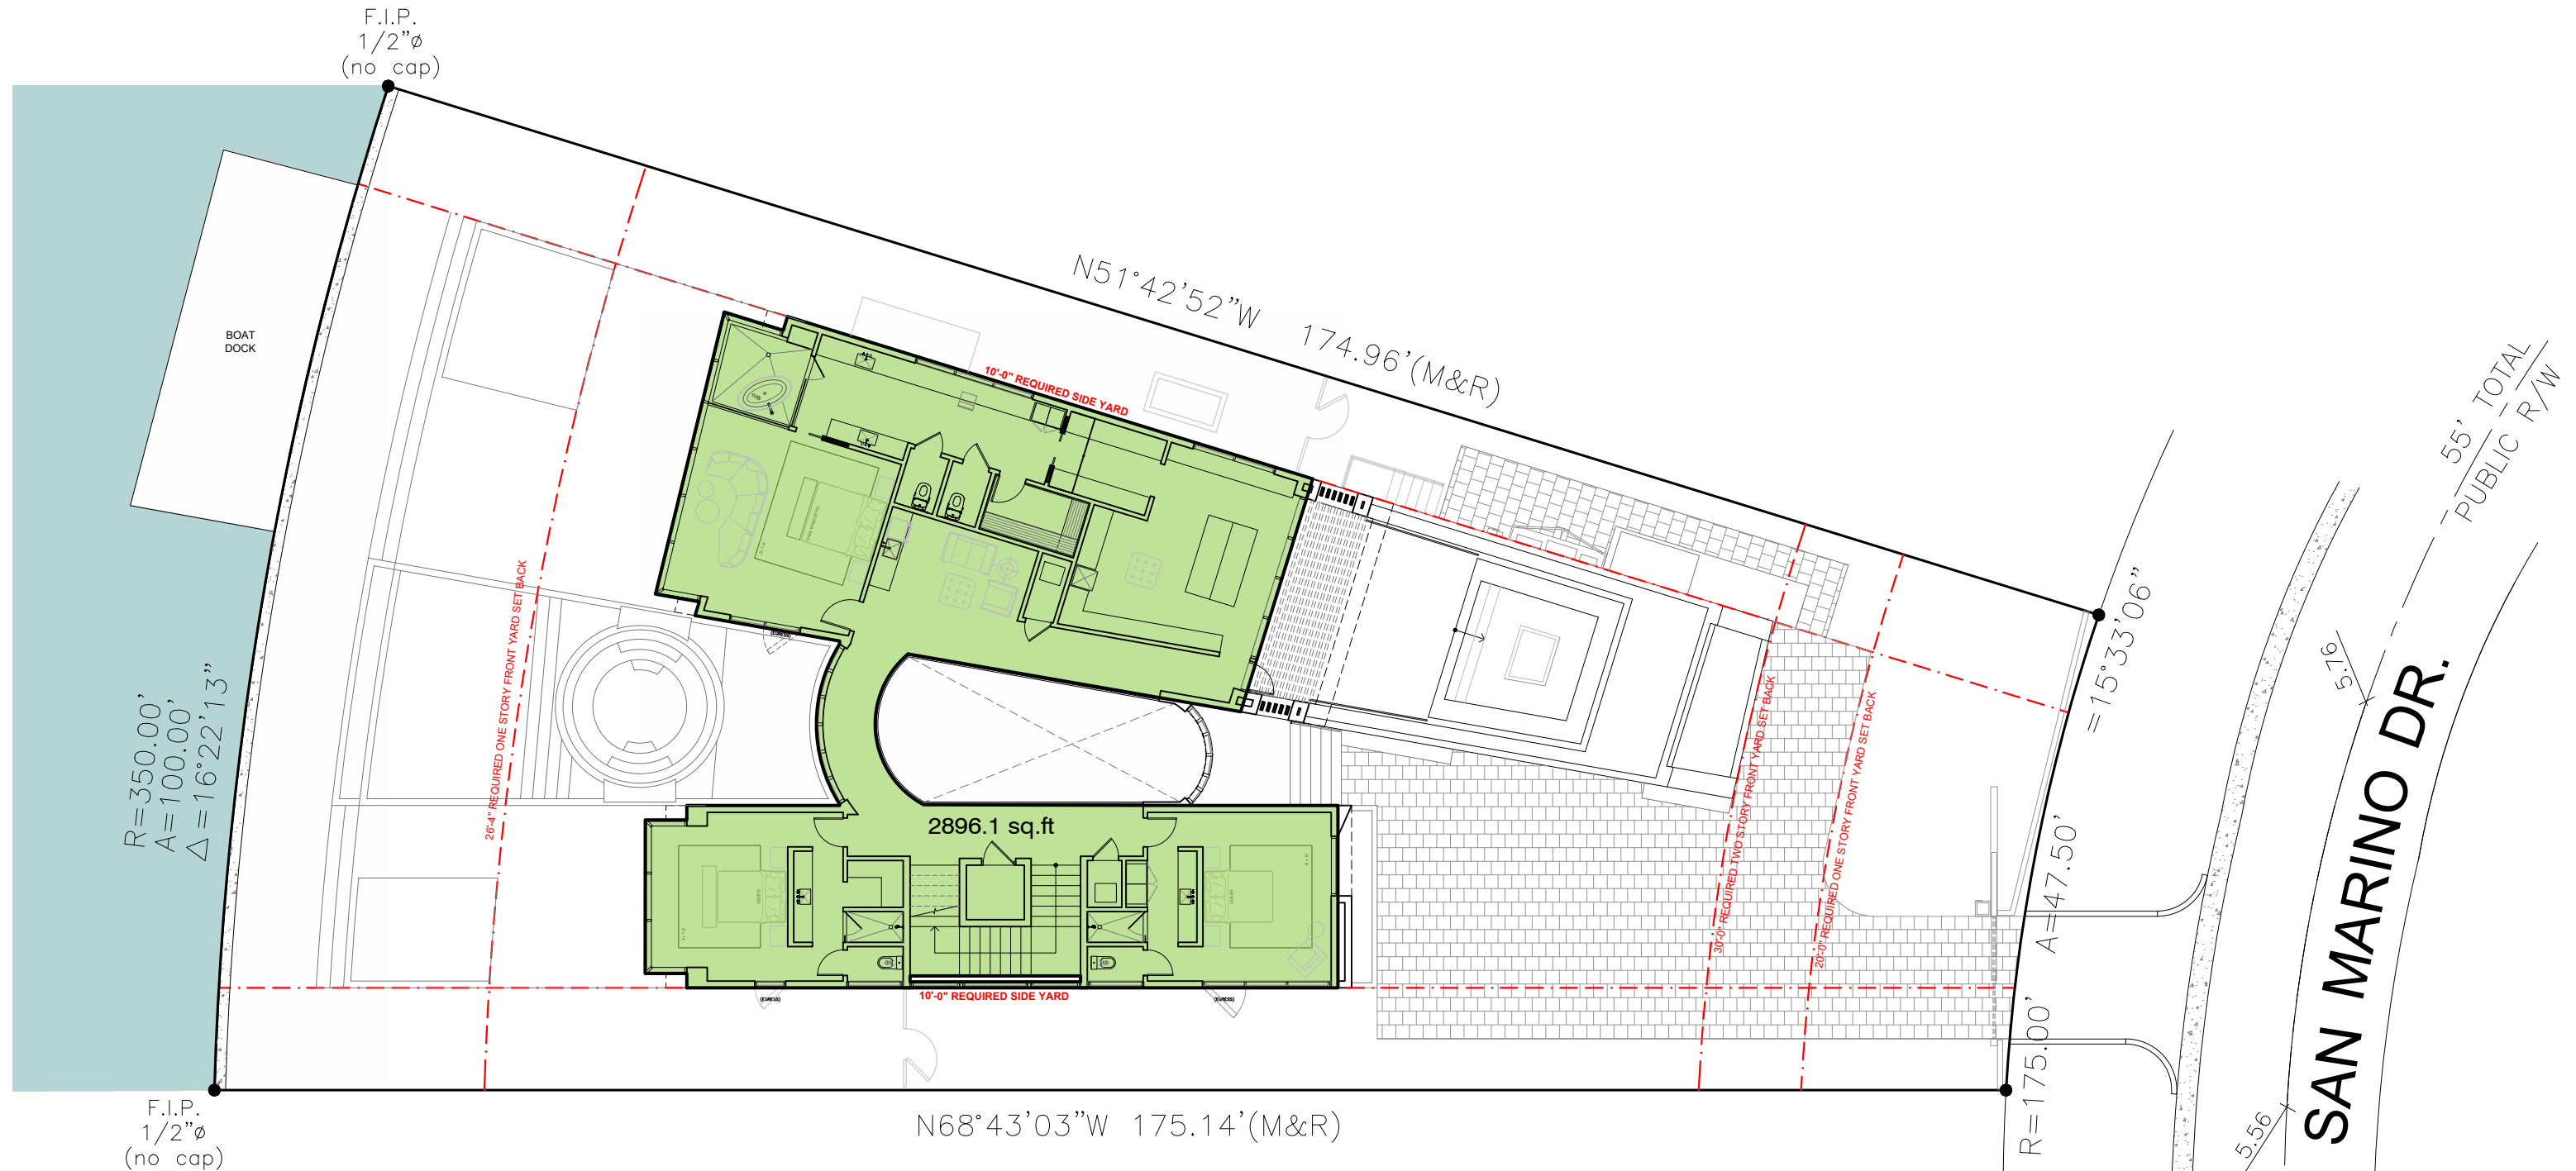 F.I.P.
1/2"ø
(no cap)
BOAT
DOCK
N51°42'52"W 174.96'(M&R)
10'-0" REQUIRED SIDE YARD
55' TOTAL
PUBLIC R/W
TUB
26'-4" REQUIRED ONE STORY FRONT YARD SET BACK
(EGRESS)
R=350.00'
A=100.00'
△=16°22'13"
2896.1 sq.ft
30'-0" REQUIRED TWO STORY FRONT YARD SET BACK
20'-0" REQUIRED ONE STORY FRONT YARD SET BACK
=15°33'06"
A=47.50'
R=175.00'
5.76
SAN MARINO DR.
5.56
(EGRESS)
10'-0" REQUIRED SIDE YARD
(EGRESS)
F.I.P.
1/2"ø
(no cap)
N68°43'03"W 175.14'(M&R)